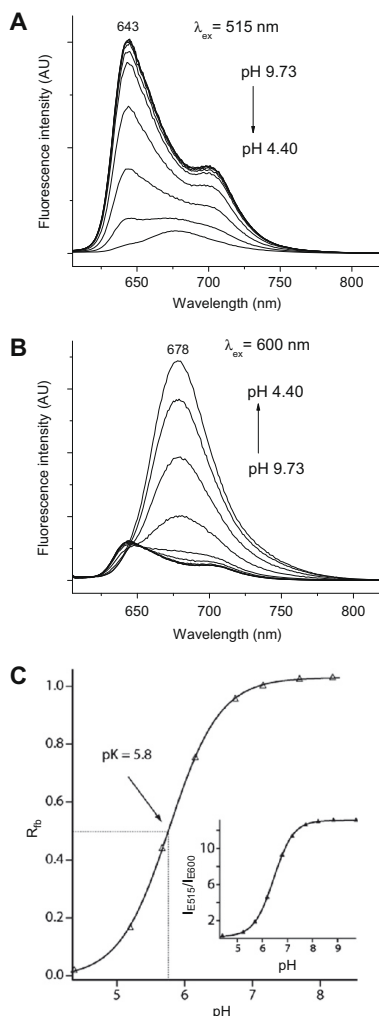 A
643
λex= 515 nm
pH 9.73
pH 4.40
Fluorescence intensity (AU)
650 700 750 800
Wavelength (nm)
B
678
λex= 600 nm
pH 4.40
pH 9.73
Fluorescence intensity (AU)
650 700 750 800
Wavelength (nm)
C
1.0
0.8
0.6
0.4
0.2
0.0
Rfb
pK = 5.8
10
6
2
IE515/IE600
5 6 7 8 9
pH
5 6 7 8
pH